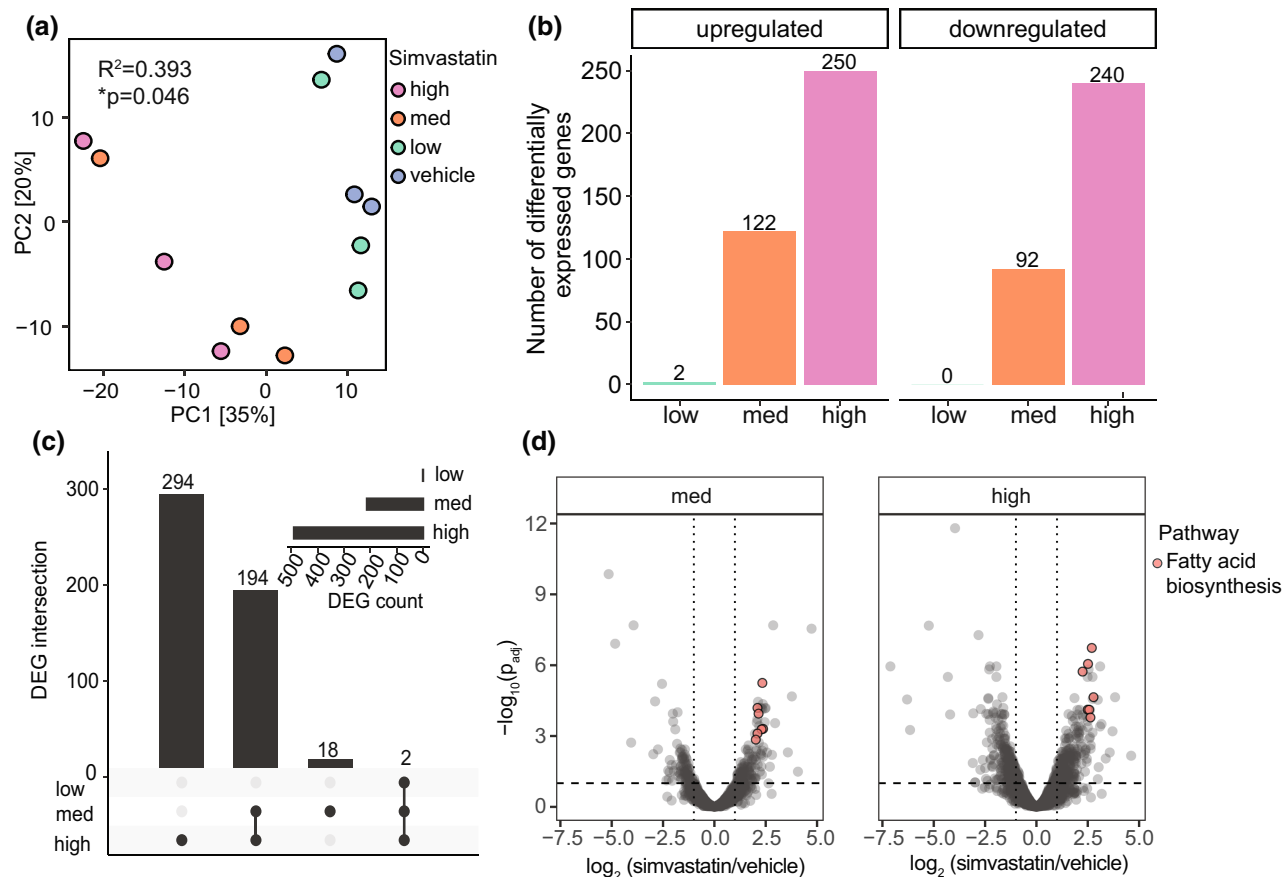 (a)
R²=0.393
*p=0.046
Simvastatin
high
med
low
vehicle
PC2 [20%]
10
0
−10
−20
−10
0
10
PC1 [35%]
(b)
upregulated
downregulated
Number of differentially
expressed genes
250
200
150
100
50
0
2
122
250
0
92
240
low
med
high
low
med
high
(c)
DEG intersection
300
200
100
0
294
194
18
2
low
med
high
500
400
300
200
100
0
DEG count
low
med
high
(d)
med
high
−log₁₀(p_adj)
12
9
6
3
0
−7.5
−5.0
−2.5
0.0
2.5
5.0
−7.5
−5.0
−2.5
0.0
2.5
5.0
log₂ (simvastatin/vehicle)
log₂ (simvastatin/vehicle)
Pathway
Fatty acid
biosynthesis